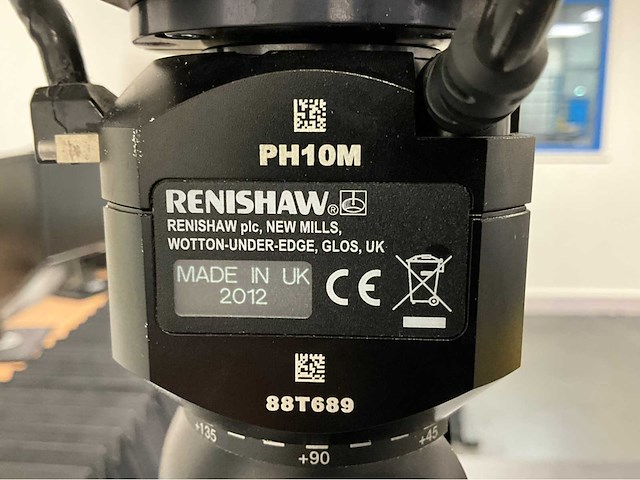 PH10M
RENISHAW®
RENISHAW plc, NEW MILLS,
WOTTON-UNDER-EDGE, GLOS, UK
MADE IN UK
2012
CE
88T689
+135
+90
+45